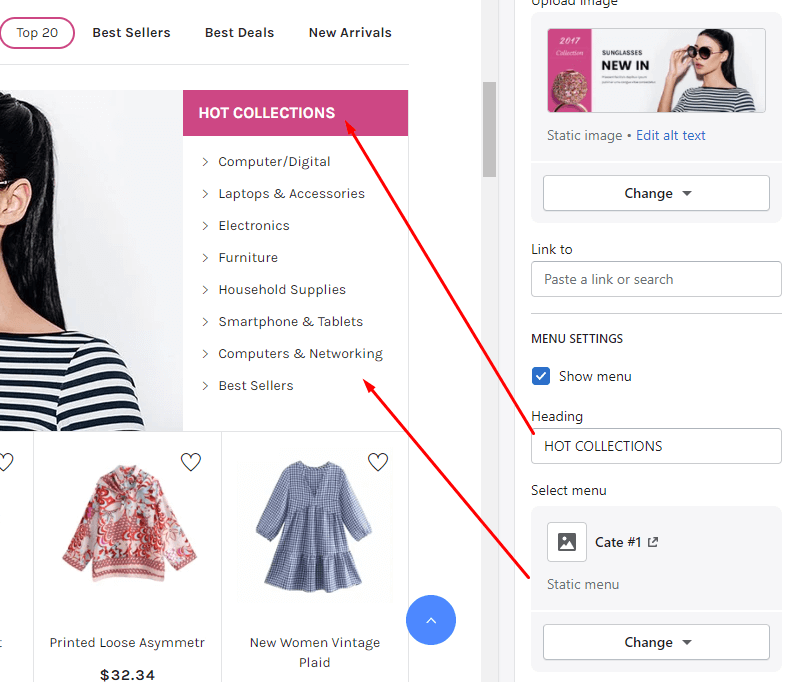 Top 20
Best Sellers
Best Deals
New Arrivals
HOT COLLECTIONS
Computer/Digital
Laptops & Accessories
Electronics
Furniture
Household Supplies
Smartphone & Tablets
Computers & Networking
Best Sellers
Printed Loose Asymmetr
$32.34
New Women Vintage
Plaid
Upload image
2017
Collection
SUNGLASSES
NEW IN
Static image • Edit alt text
Change
Link to
Paste a link or search
MENU SETTINGS
Show menu
Heading
HOT COLLECTIONS
Select menu
Cate #1
Static menu
Change